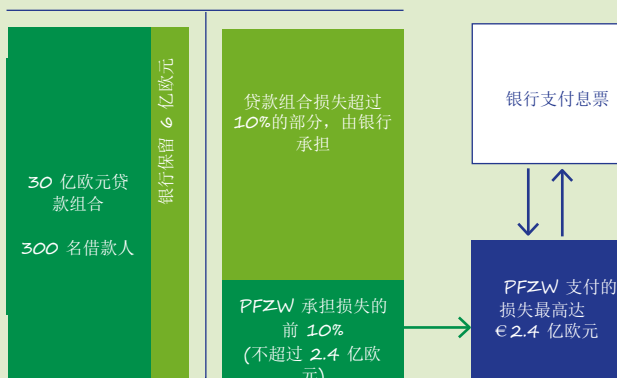 30 亿欧元贷
款组合
300 名借款人
银行保留 6 亿欧元
贷款组合损失超过
10%的部分，由银行
承担
PFZW 承担损失的
前 10%
(不超过 2.4 亿欧
元)
银行支付息票
PFZW 支付的
损失最高达
€2.4 亿欧元